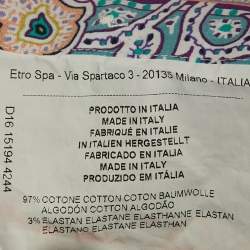 Etro Spa - Via Spartaco 3 - 20135 Milano - ITALIA
D16 15194 4244
PRODOTTO IN ITALIA
MADE IN ITALY
FABRIQUÉ EN ITALIE
IN ITALIEN HERGESTELLT
FABRICADO EN ITALIA
MADE IN ITALY
PRODUZIDO EM ITÁLIA
97% COTONE COTTON COTON BAUMWOLLE
ALGODÓN COTTON ALGODÃO
3% ELASTAN ELASTANE ELASTHANNE ELASTAN
ELASTANO ELASTANE ELASTAN